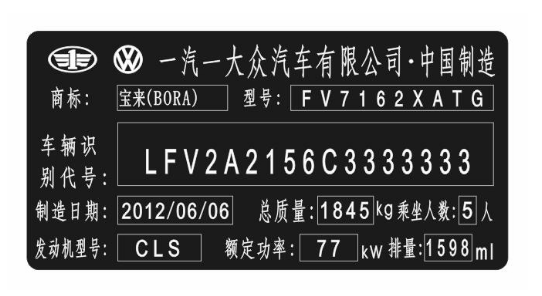 一汽一大众汽车有限公司·中国制造
商标: 宝来(BORA) 型号: FV7162XATG
车辆识
别代号: LFV2A2156C3333333
制造日期: 2012/06/06 总质量: 1845 kg 乘坐人数: 5 人
发动机型号: CLS 额定功率: 77 kW 排量: 1598 ml